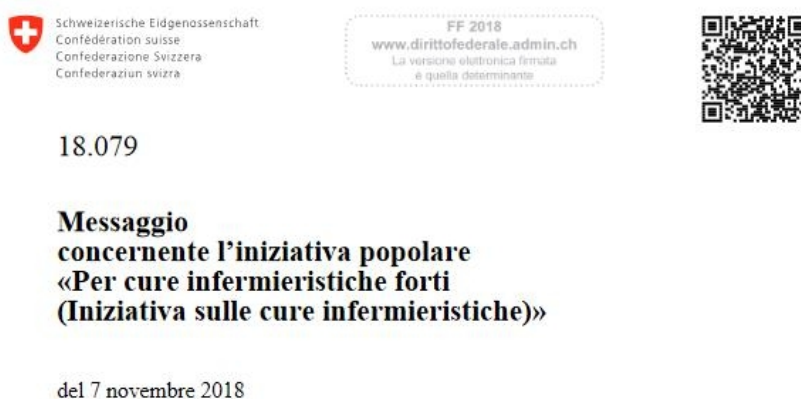 Schweizerische Eidgenossenschaft
Confédération suisse
Confederazione Svizzera
Confederaziun svizra
FF 2018
www.dirittofederale.admin.ch
La versione elettronica firmata
è quella determinante
18.079
Messaggio
concernente l’iniziativa popolare
«Per cure infermieristiche forti
(Iniziativa sulle cure infermieristiche)»
del 7 novembre 2018